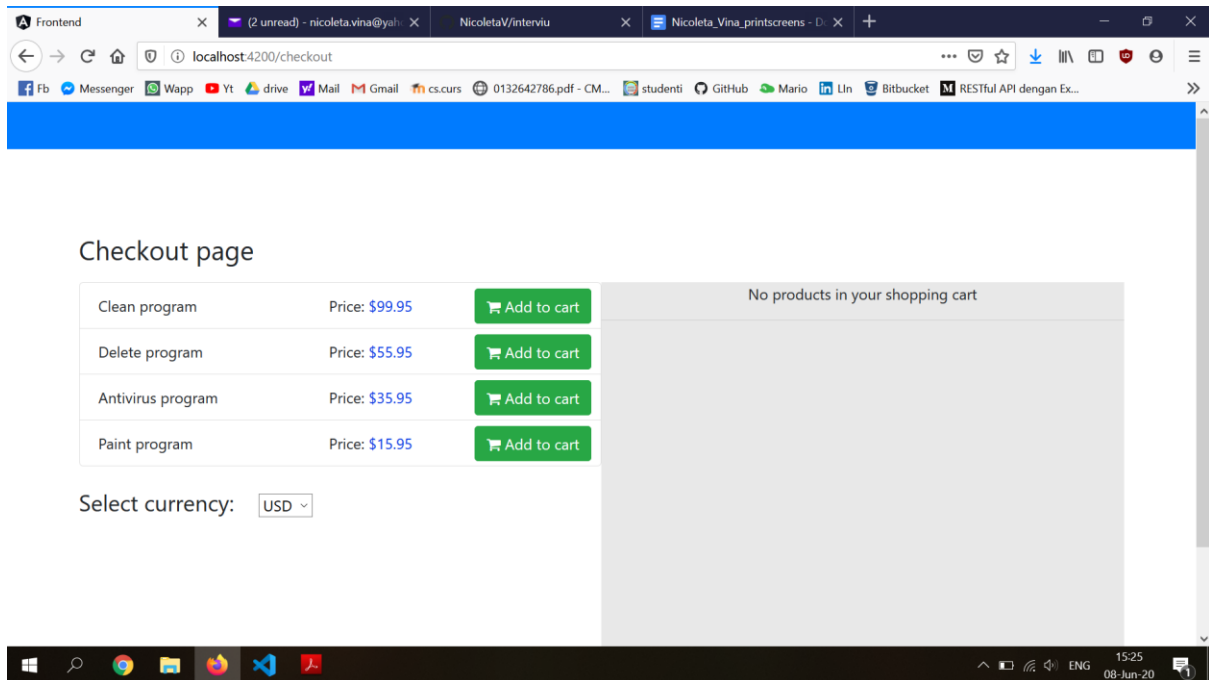 Frontend
(2 unread) - nicoleta.vina@yah
NicoletaV/interviu
Nicoleta_Vina_printscreens - Do
localhost:4200/checkout
Fb Messenger Wapp Yt drive Mail Gmail cs.curs 0132642786.pdf - CM... studenti GitHub Mario LIn Bitbucket RESTful API dengan Ex...
Checkout page
Clean program Price: $99.95 Add to cart
No products in your shopping cart
Delete program Price: $55.95 Add to cart
Antivirus program Price: $35.95 Add to cart
Paint program Price: $15.95 Add to cart
Select currency: USD
ENG
15:25
08-Jun-20
1